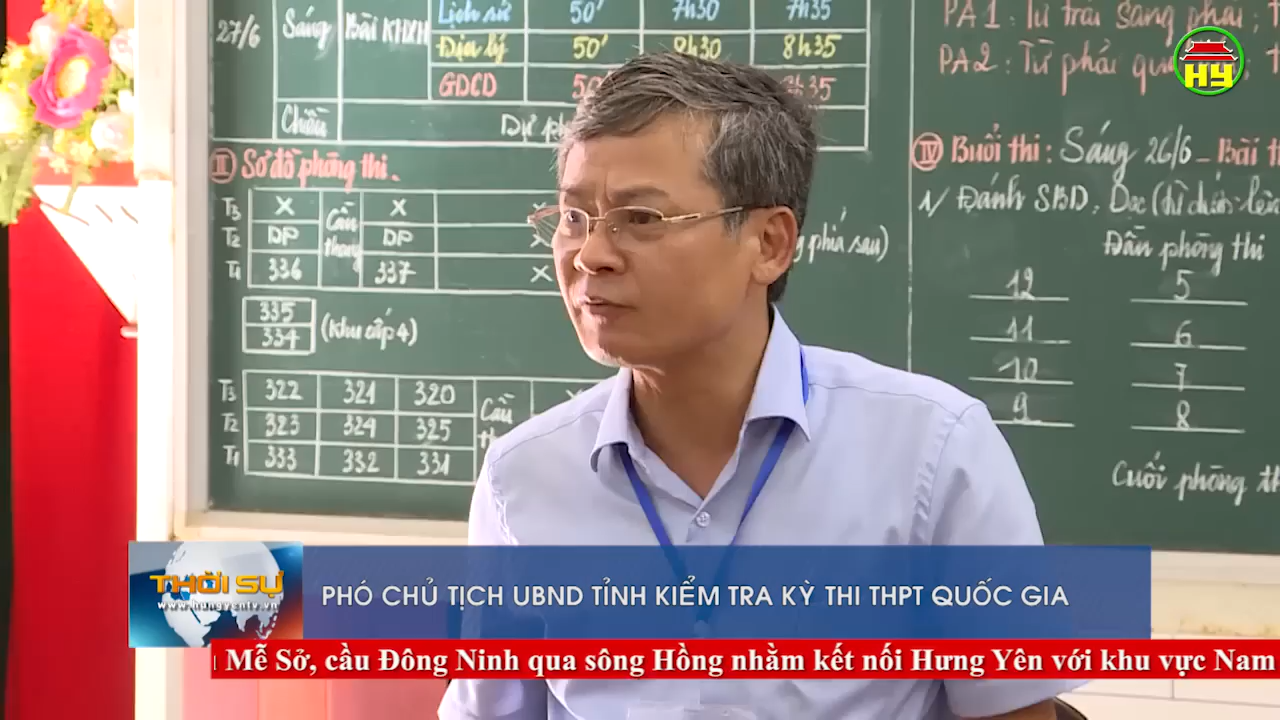 27/6 Sáng Bài KHXH Lịch sử 50' 7h30 7h35
Địa lý 50' 8h30 8h35
GDCD
Chiều
II Sơ đồ phòng thi.
T3 X Cầu thang X
T2 DP DP
T1 336 337 X
phía sau)
335
334
(Khu cấp 4)
T3 322 321 320 Cầu
T2 323 324 325
T1 333 332 331
PA1: Từ trái sang phải;
PA2: Từ phải
HY
IV Buổi thi: Sáng 26/6 - Bài
1/ Đánh SBD: Dọc
Đầu phòng thi
12 5
11 6
10 7
9 8
Cuối phòng
THỜI SỰ
www.hungyentv.vn
PHÓ CHỦ TỊCH UBND TỈNH KIỂM TRA KỲ THI THPT QUỐC GIA
Mễ Sở, cầu Đông Ninh qua sông Hồng nhằm kết nối Hưng Yên với khu vực Nam